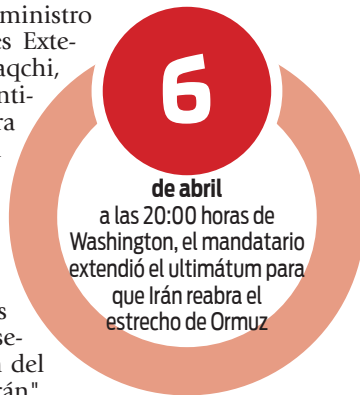 ministro
es Exte-
aqchi,
nti-
ra
s
se-
n del
rán"
6
de abril
a las 20:00 horas de
Washington, el mandatario
extendió el ultimátum para
que Irán reabra el
estrecho de Ormuz